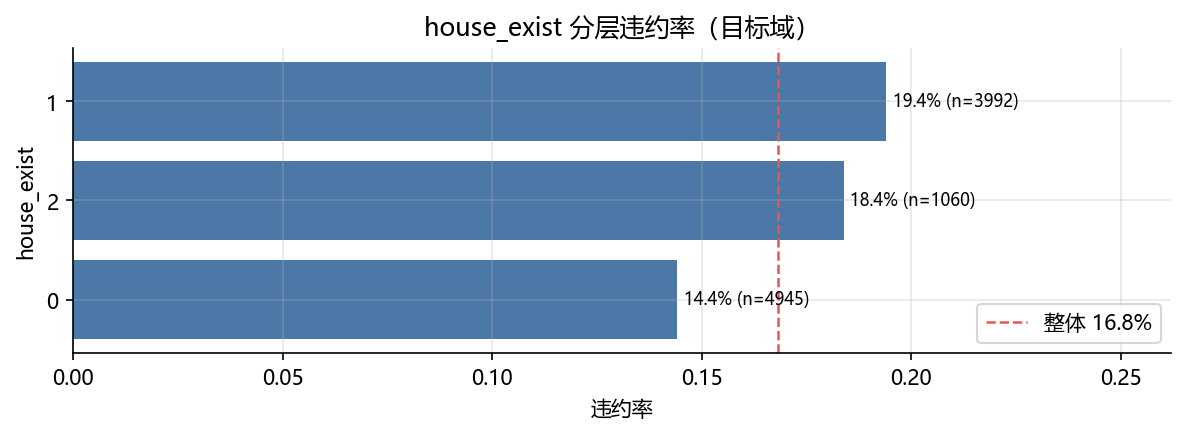 house_exist 分层违约率（目标域）
house_exist
1
19.4% (n=3992)
2
18.4% (n=1060)
0
14.4% (n=4945)
整体 16.8%
0.00 0.05 0.10 0.15 0.20 0.25
违约率